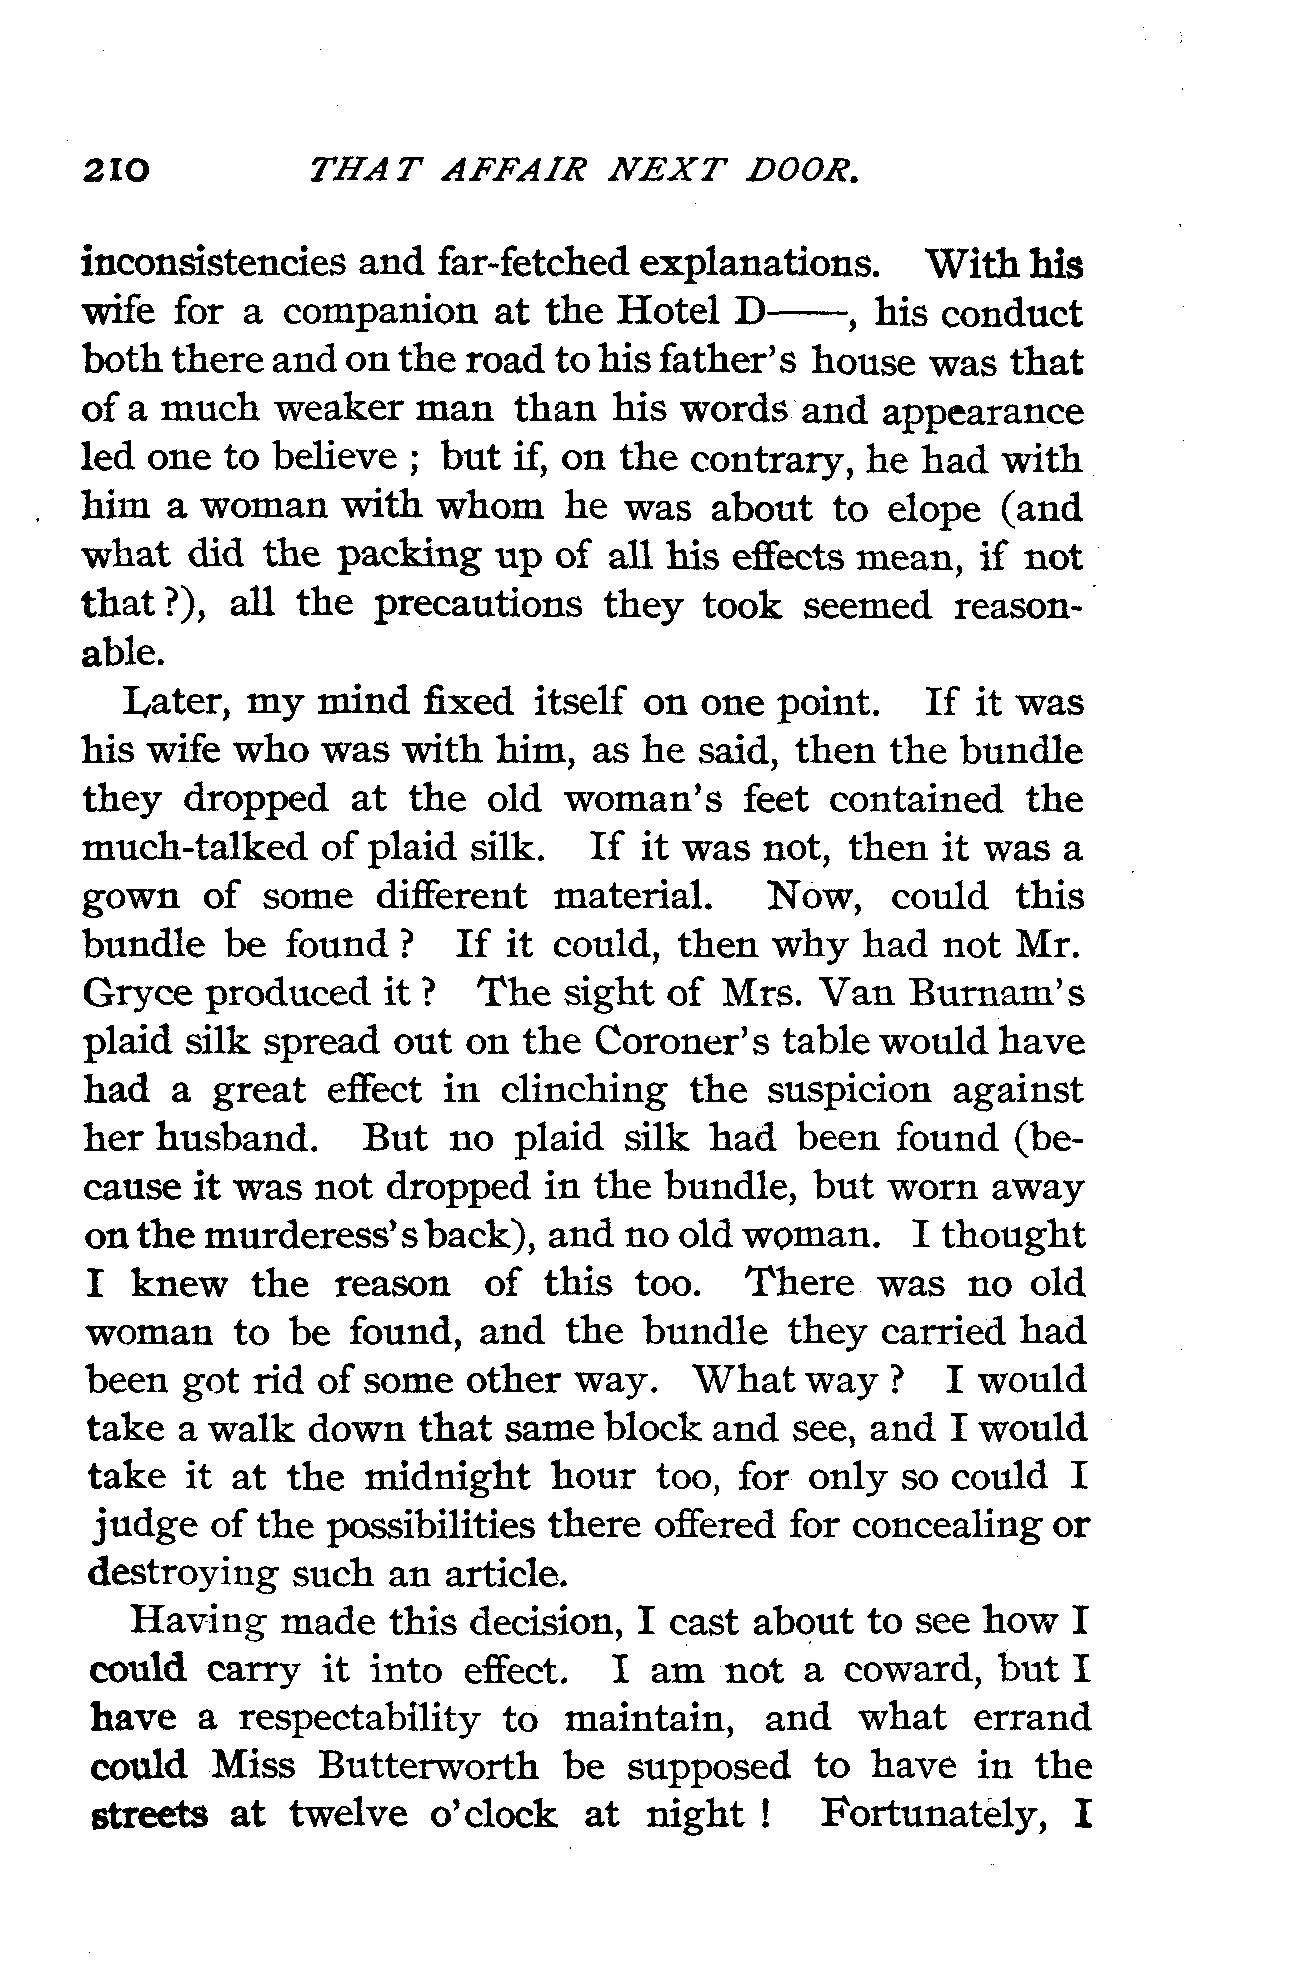 210 THAT AFFAIR NEXT DOOR.
inconsistencies and far-fetched explanations. With his
wife for a companion at the Hotel D——, his conduct
both there and on the road to his father's house was that
of a much weaker man than his words and appearance
led one to believe ; but if, on the contrary, he had with
him a woman with whom he was about to elope (and
what did the packing up of all his effects mean, if not
that ?), all the precautions they took seemed reason-
able.
Later, my mind fixed itself on one point. If it was
his wife who was with him, as he said, then the bundle
they dropped at the old woman's feet contained the
much-talked of plaid silk. If it was not, then it was a
gown of some different material. Now, could this
bundle be found ? If it could, then why had not Mr.
Gryce produced it ? The sight of Mrs. Van Burnam's
plaid silk spread out on the Coroner's table would have
had a great effect in clinching the suspicion against
her husband. But no plaid silk had been found (be-
cause it was not dropped in the bundle, but worn away
on the murderess's back), and no old woman. I thought
I knew the reason of this too. There was no old
woman to be found, and the bundle they carried had
been got rid of some other way. What way ? I would
take a walk down that same block and see, and I would
take it at the midnight hour too, for only so could I
judge of the possibilities there offered for concealing or
destroying such an article.
Having made this decision, I cast about to see how I
could carry it into effect. I am not a coward, but I
have a respectability to maintain, and what errand
could Miss Butterworth be supposed to have in the
streets at twelve o'clock at night ! Fortunately, I